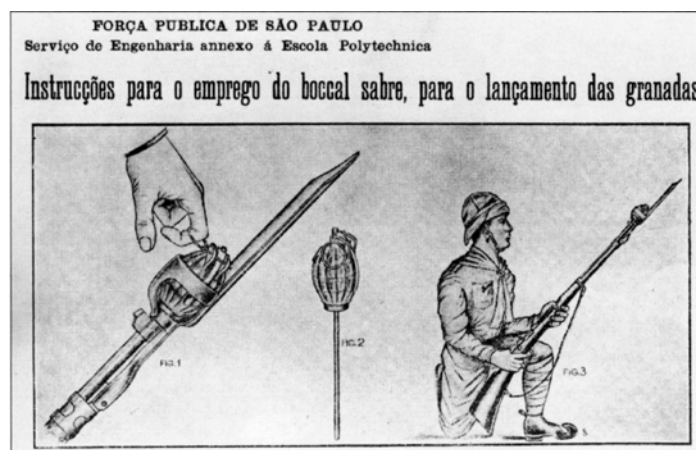 FORÇA PUBLICA DE SÃO PAULO
Serviço de Engenharia annexo á Escola Polytechnica
Instrucções para o emprego do boccal sabre, para o lançamento das granadas
FIG.1
FIG.2
FIG.3